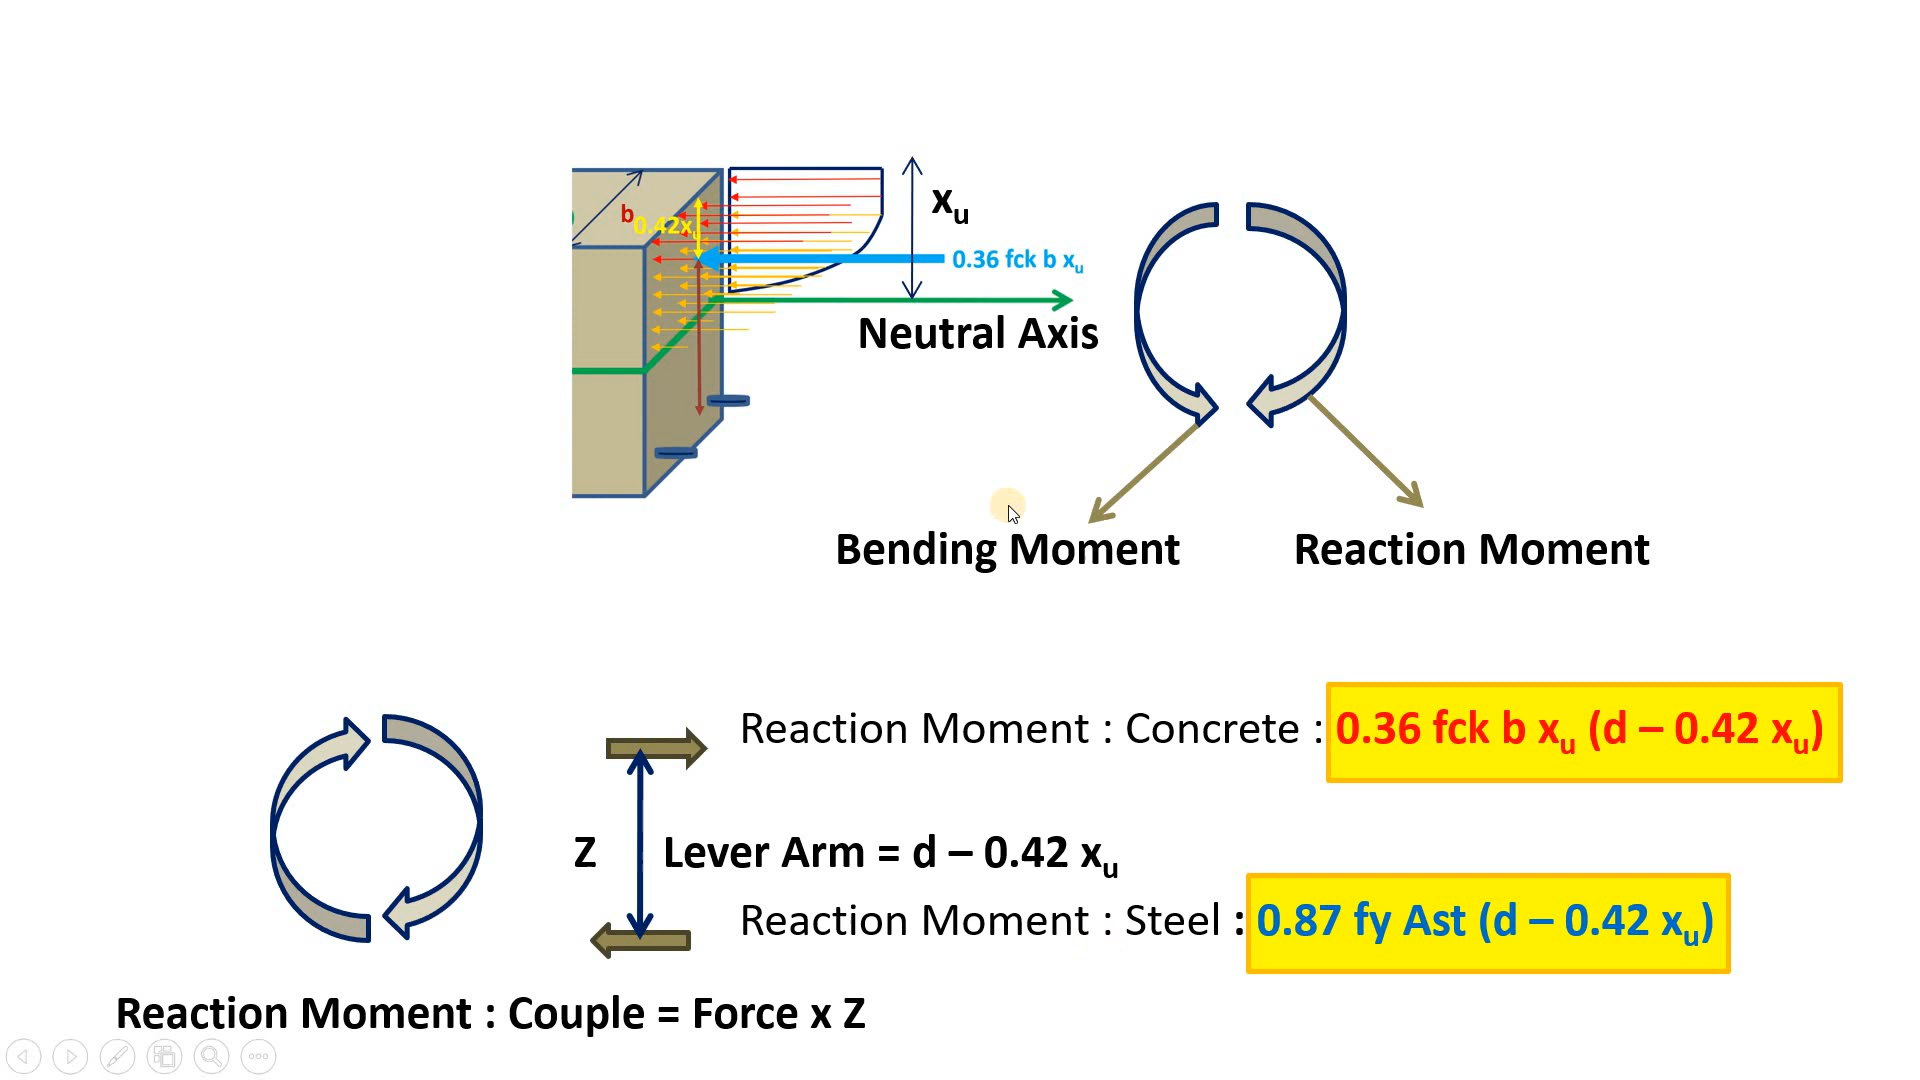 xu
b
0.42xu
0.36 fck b xu
Neutral Axis
Bending Moment
Reaction Moment
Reaction Moment : Concrete : 0.36 fck b xu (d – 0.42 xu)
Z
Lever Arm = d – 0.42 xu
Reaction Moment : Steel : 0.87 fy Ast (d – 0.42 xu)
Reaction Moment : Couple = Force x Z